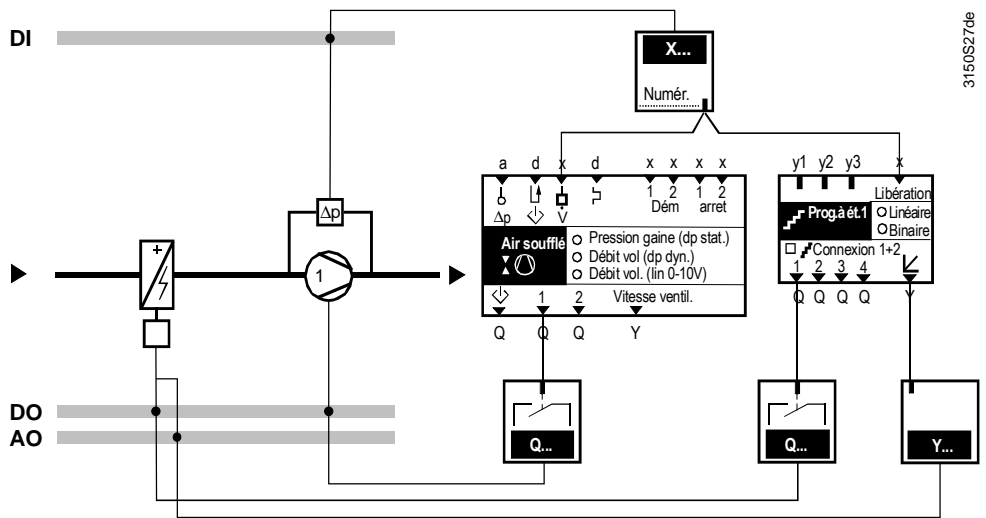 DI
3150S27de
X...
Numér.
a d x d x x x x
1 2 1 2
Dém arret
Δp V
Air soufflé
Pression gaine (dp stat.)
Débit vol (dp dyn.)
Débit vol. (lin 0-10V)
1 2 Vitesse ventil.
Q Q Q Y
y1 y2 y3 x
Libération
Prog.à ét.1
Linéaire
Binaire
Connexion 1+2
1 2 3 4
Q Q Q Q Y
Δp
+
1
DO
AO
Q...
Q...
Y...